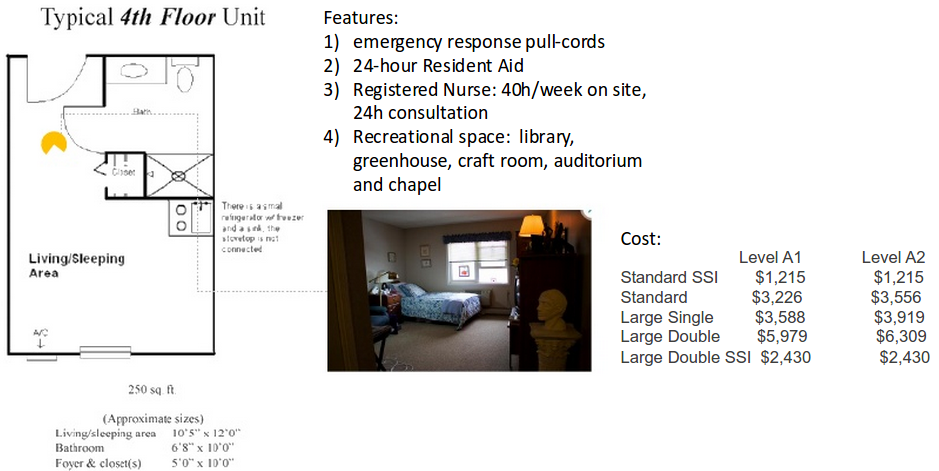 Typical 4th Floor Unit
Bath
Closet
There is a small
refrigerator w/ freezer
and a sink, the
stovetop is not
connected
Living/Sleeping
Area
A/C
250 sq. ft.
(Approximate sizes)
Living/sleeping area 10'5" x 12'0"
Bathroom 6'8" x 10'0"
Foyer & closet(s) 5'0" x 10'0"
Features:
1) emergency response pull-cords
2) 24-hour Resident Aid
3) Registered Nurse: 40h/week on site,
24h consultation
4) Recreational space: library,
greenhouse, craft room, auditorium
and chapel
Cost:
Level A1 Level A2
Standard SSI $1,215 $1,215
Standard $3,226 $3,556
Large Single $3,588 $3,919
Large Double $5,979 $6,309
Large Double SSI $2,430 $2,430